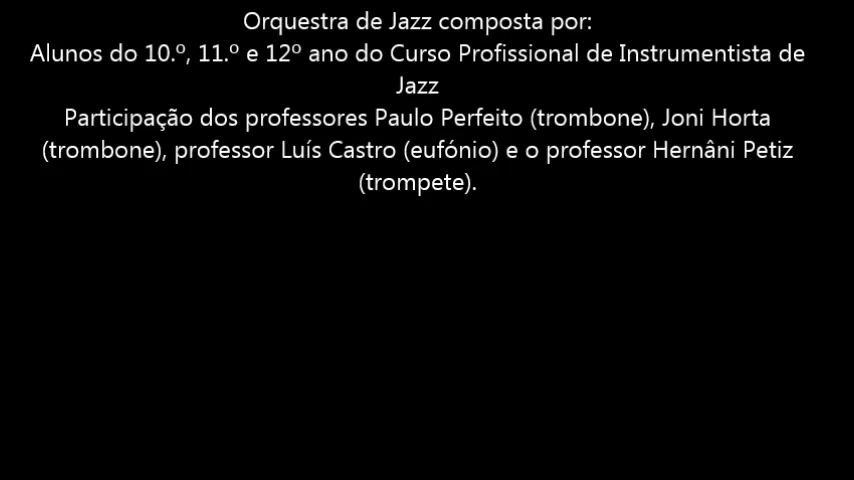 Orquestra de Jazz composta por:
Alunos do 10.º, 11.º e 12º ano do Curso Profissional de Instrumentista de
Jazz
Participação dos professores Paulo Perfeito (trombone), Joni Horta
(trombone), professor Luís Castro (eufónio) e o professor Hernâni Petiz
(trompete).